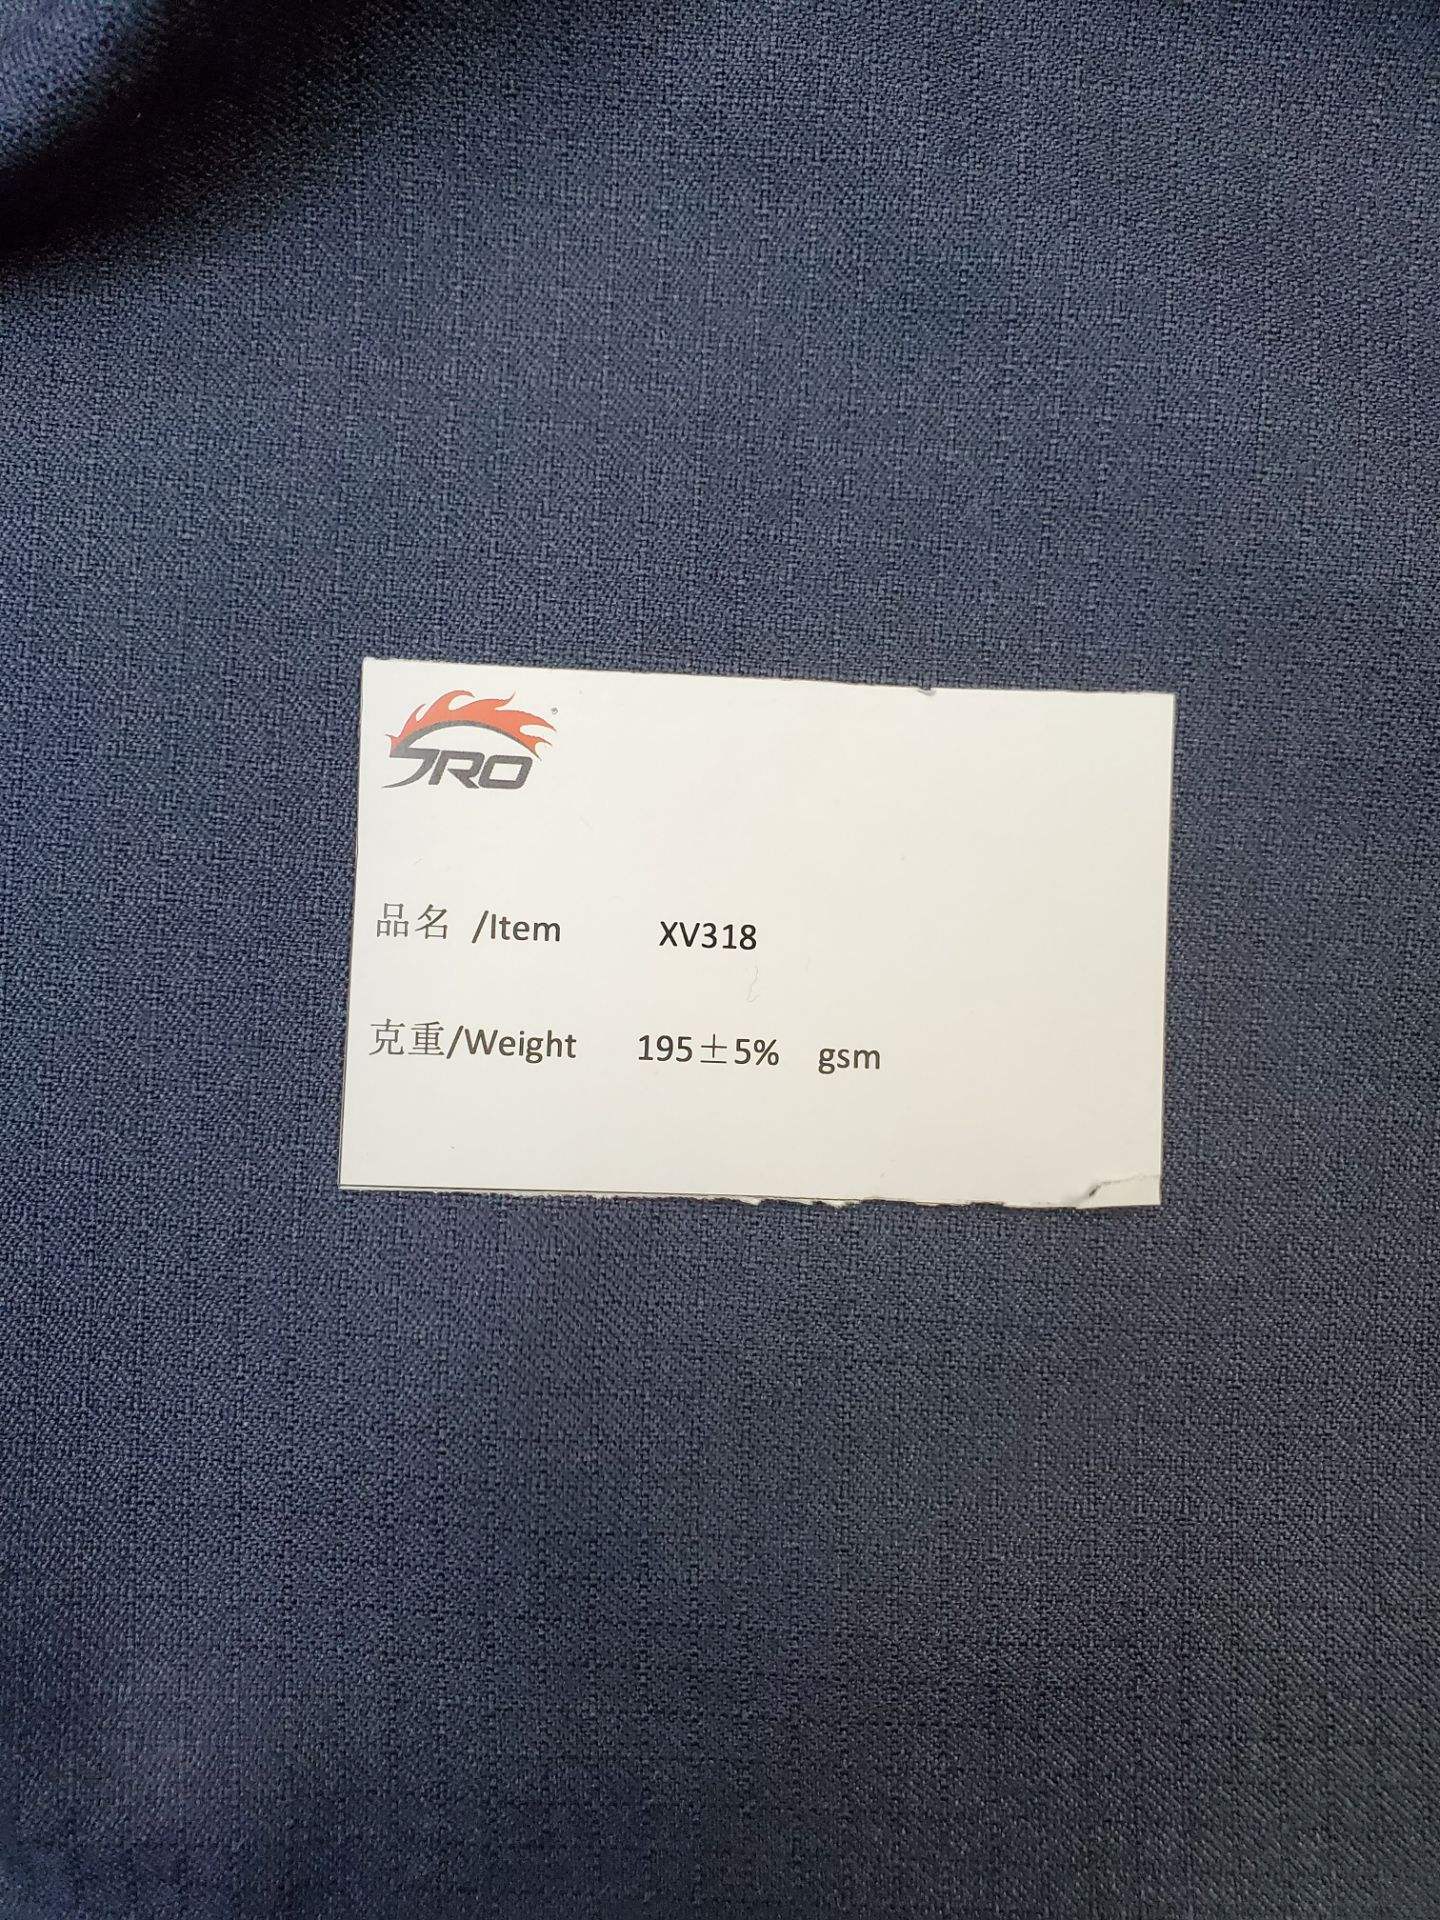 SRO
品名 /Item XV318
克重/Weight 195±5% gsm